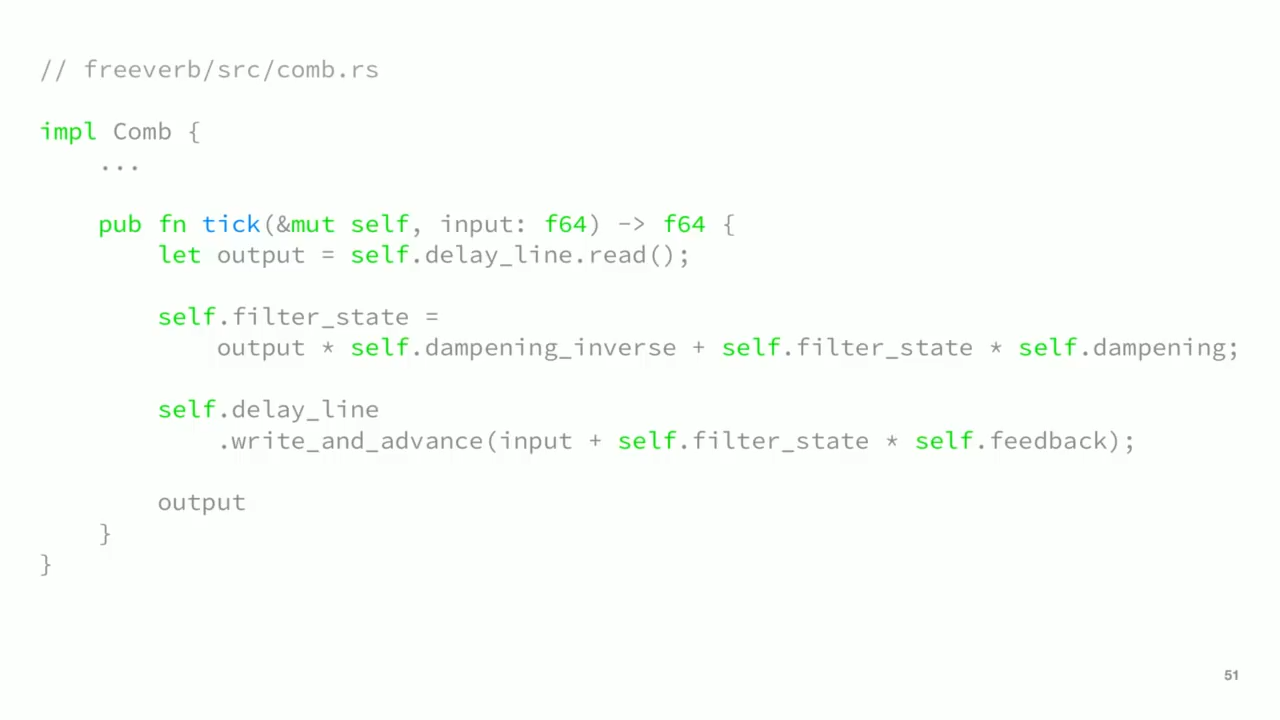 // freeverb/src/comb.rs
impl Comb {
    ...
    pub fn tick(&mut self, input: f64) -> f64 {
        let output = self.delay_line.read();
        self.filter_state =
            output * self.dampening_inverse + self.filter_state * self.dampening;
        self.delay_line
            .write_and_advance(input + self.filter_state * self.feedback);
        output
    }
}
51